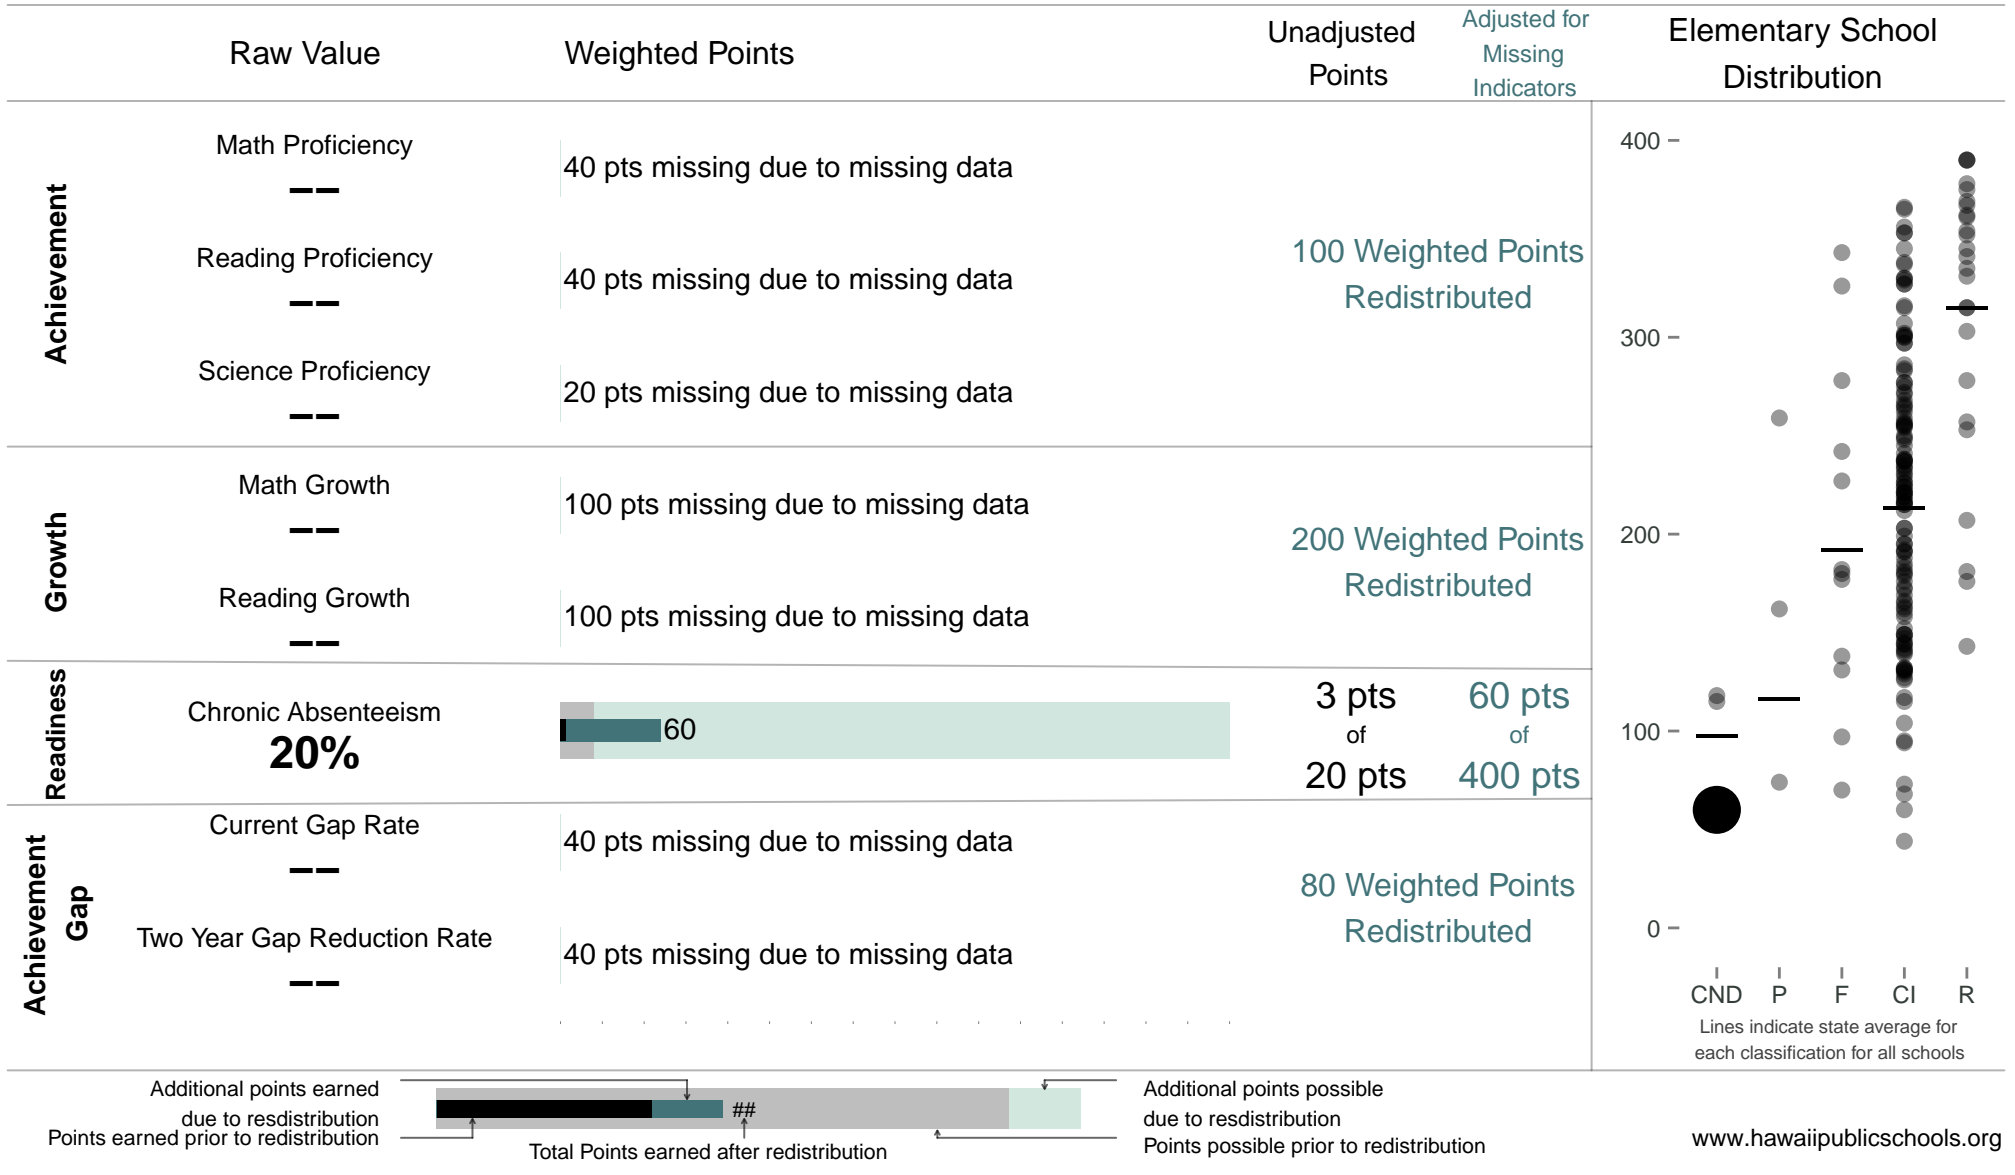 Raw Value
Weighted Points
Unadjusted
Points
Adjusted for
Missing
Indicators
Elementary School
Distribution
Achievement
Math Proficiency
––
40 pts missing due to missing data
Reading Proficiency
––
40 pts missing due to missing data
Science Proficiency
––
20 pts missing due to missing data
100 Weighted Points
Redistributed
Growth
Math Growth
––
100 pts missing due to missing data
Reading Growth
––
100 pts missing due to missing data
200 Weighted Points
Redistributed
Readiness
Chronic Absenteeism
20%
60
3 pts
of
20 pts
60 pts
of
400 pts
Achievement
Gap
Current Gap Rate
––
40 pts missing due to missing data
Two Year Gap Reduction Rate
––
40 pts missing due to missing data
80 Weighted Points
Redistributed
400
300
200
100
0
CND P F CI R
Lines indicate state average for
each classification for all schools
Additional points earned
due to resdistribution
Points earned prior to redistribution
##
Total Points earned after redistribution
Additional points possible
due to resdistribution
Points possible prior to redistribution
www.hawaiipublicschools.org